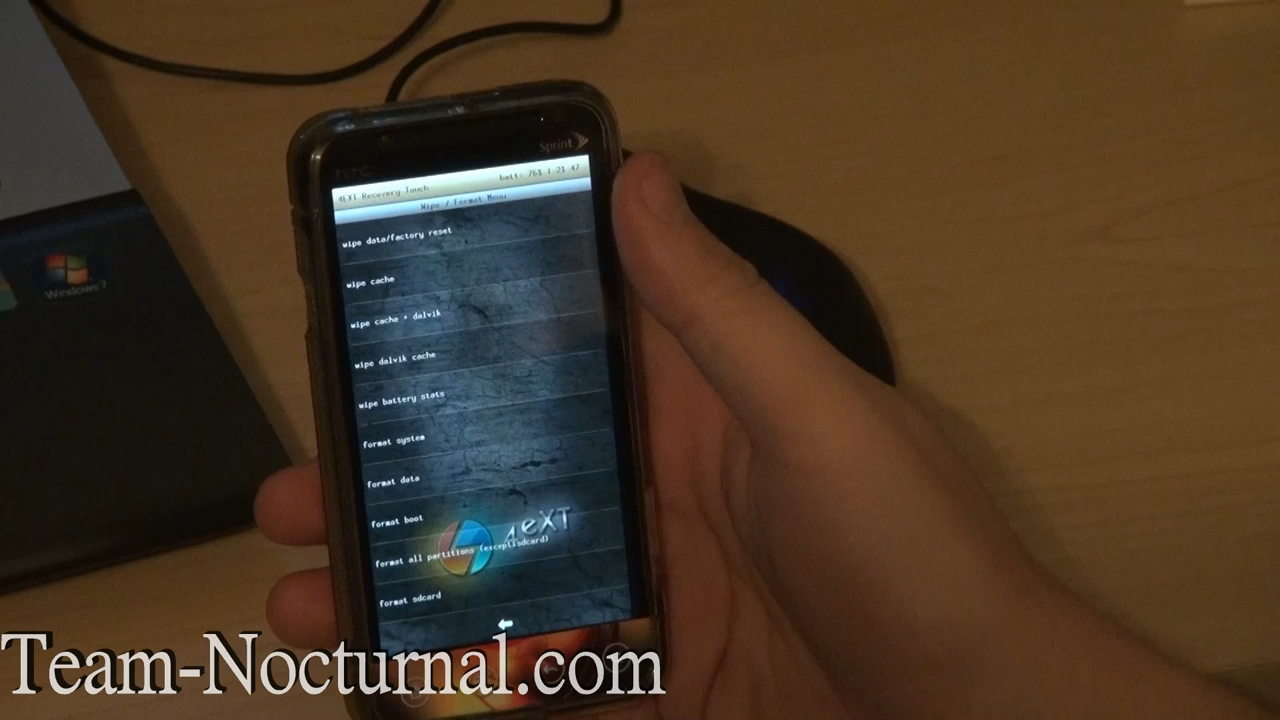 Sprint
hTC
4EXT Recovery Touch
batt: 76% | 21 47
Wipe / Format Menu
wipe data/factory reset
wipe cache
wipe cache + dalvik
wipe dalvik cache
wipe battery stats
format system
format data
format boot
4eXT
format all partitions (except sdcard)
format sdcard
Windows 7
Team-Nocturnal.com